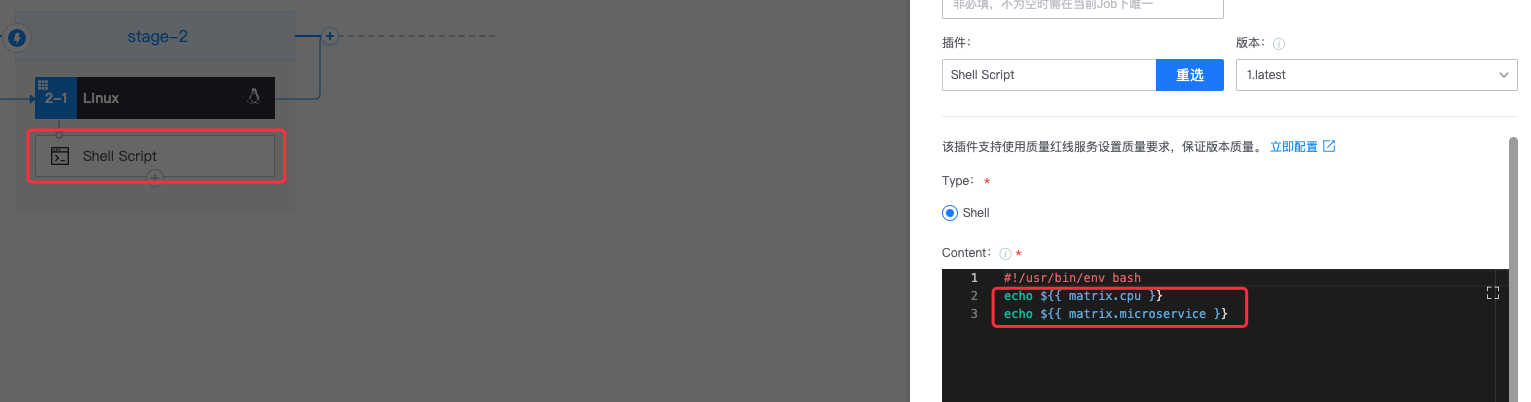 stage-2
2-1 Linux
Shell Script
非必填，不为空时需在当前Job下唯一
插件：
版本：
Shell Script
重选
1.latest
该插件支持使用质量红线服务设置质量要求，保证版本质量。 立即配置
Type： *
Shell
Content： *
1 #!/usr/bin/env bash
2 echo ${{ matrix.cpu }}
3 echo ${{ matrix.microservice }}